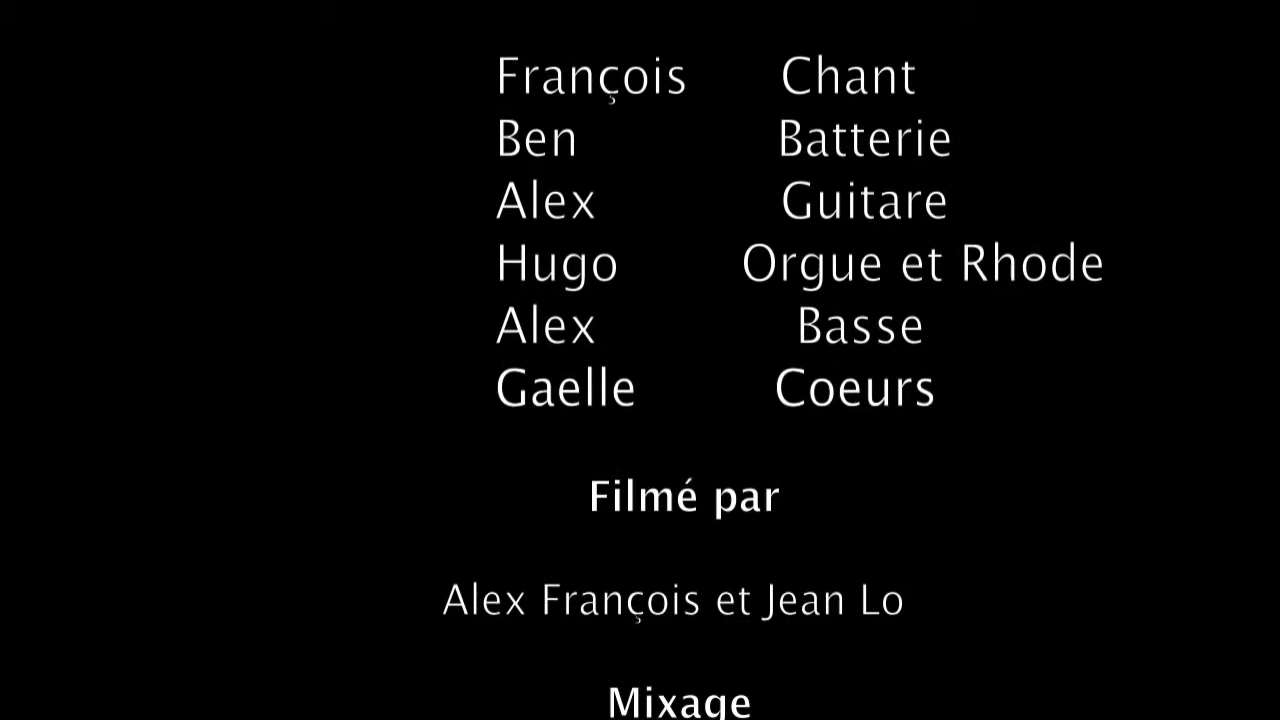 François Chant
Ben Batterie
Alex Guitare
Hugo Orgue et Rhode
Alex Basse
Gaelle Coeurs
Filmé par
Alex François et Jean Lo
Mixage